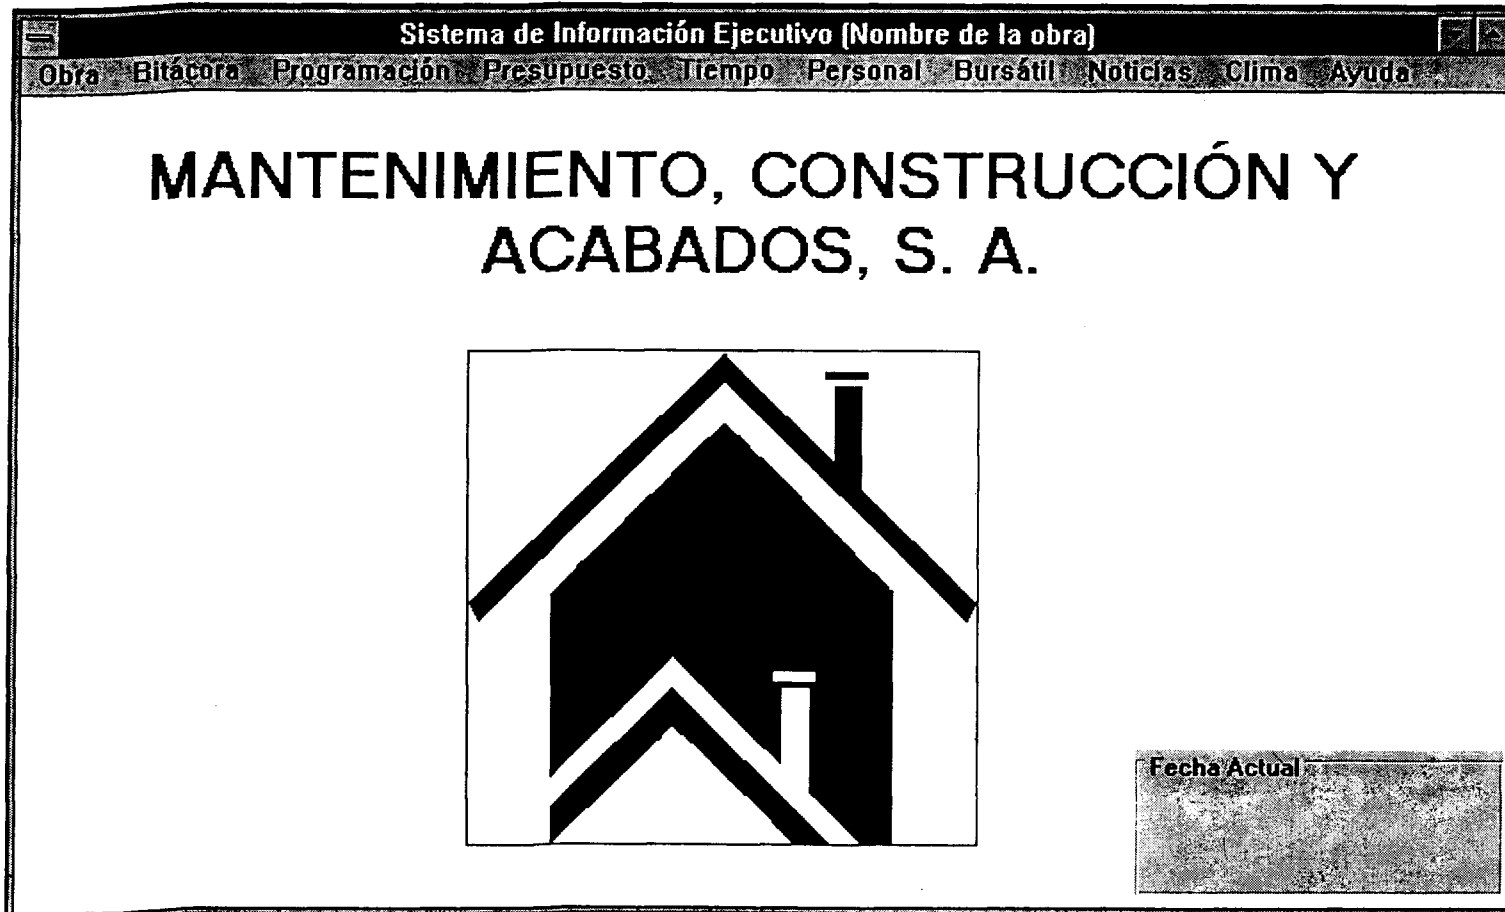 Sistema de Información Ejecutivo (Nombre de la obra)
Obra Bitácora Programación Presupuesto Tiempo Personal Bursátil Noticias Clima Ayuda
MANTENIMIENTO, CONSTRUCCIÓN Y
ACABADOS, S. A.
Fecha Actual